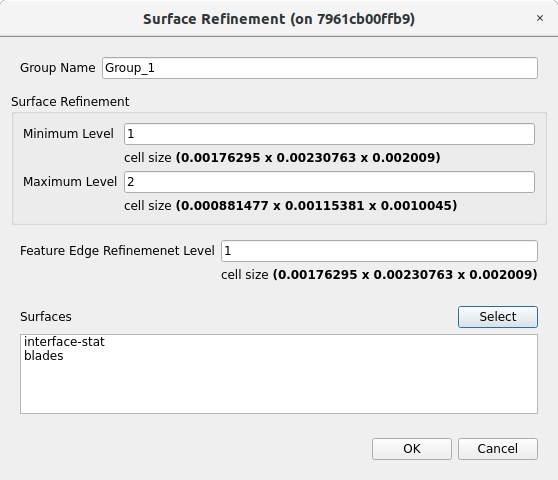 Surface Refinement (on 7961cb00ffb9)
×
Group Name Group_1
Surface Refinement
Minimum Level 1
cell size (0.00176295 x 0.00230763 x 0.002009)
Maximum Level 2
cell size (0.000881477 x 0.00115381 x 0.0010045)
Feature Edge Refinemenet Level 1
cell size (0.00176295 x 0.00230763 x 0.002009)
Surfaces Select
interface-stat
blades
OK Cancel